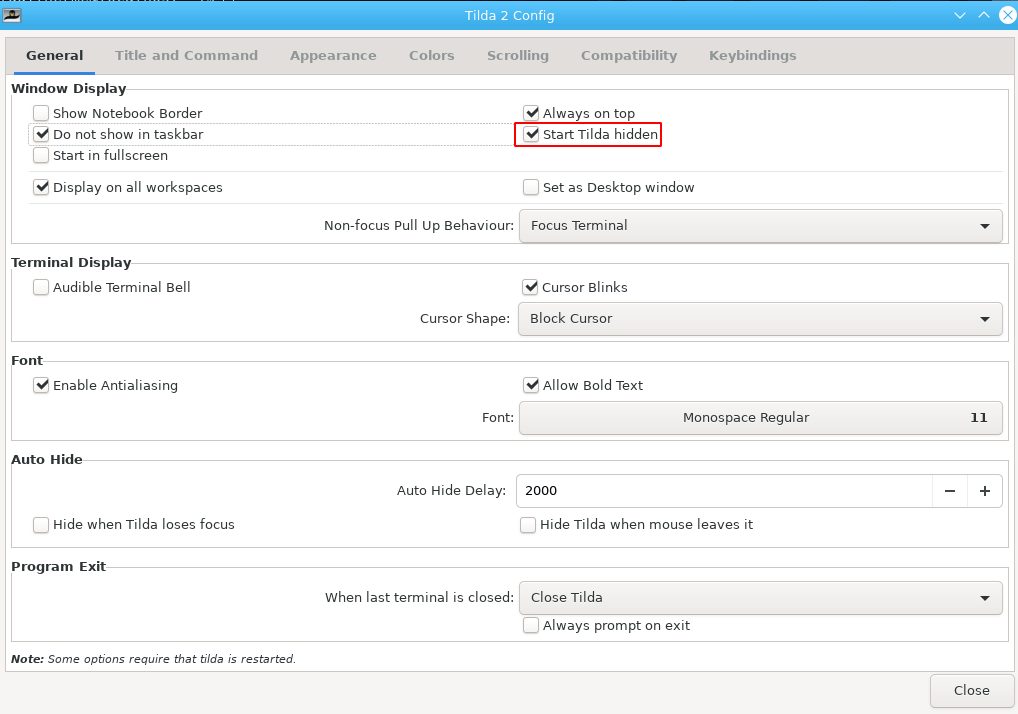 Tilda 2 Config
General Title and Command Appearance Colors Scrolling Compatibility Keybindings
Window Display
Show Notebook Border Always on top
Do not show in taskbar Start Tilda hidden
Start in fullscreen
Display on all workspaces Set as Desktop window
Non-focus Pull Up Behaviour: Focus Terminal
Terminal Display
Audible Terminal Bell Cursor Blinks
Cursor Shape: Block Cursor
Font
Enable Antialiasing Allow Bold Text
Font: Monospace Regular 11
Auto Hide
Auto Hide Delay: 2000
Hide when Tilda loses focus Hide Tilda when mouse leaves it
Program Exit
When last terminal is closed: Close Tilda
Always prompt on exit
Note: Some options require that tilda is restarted.
Close